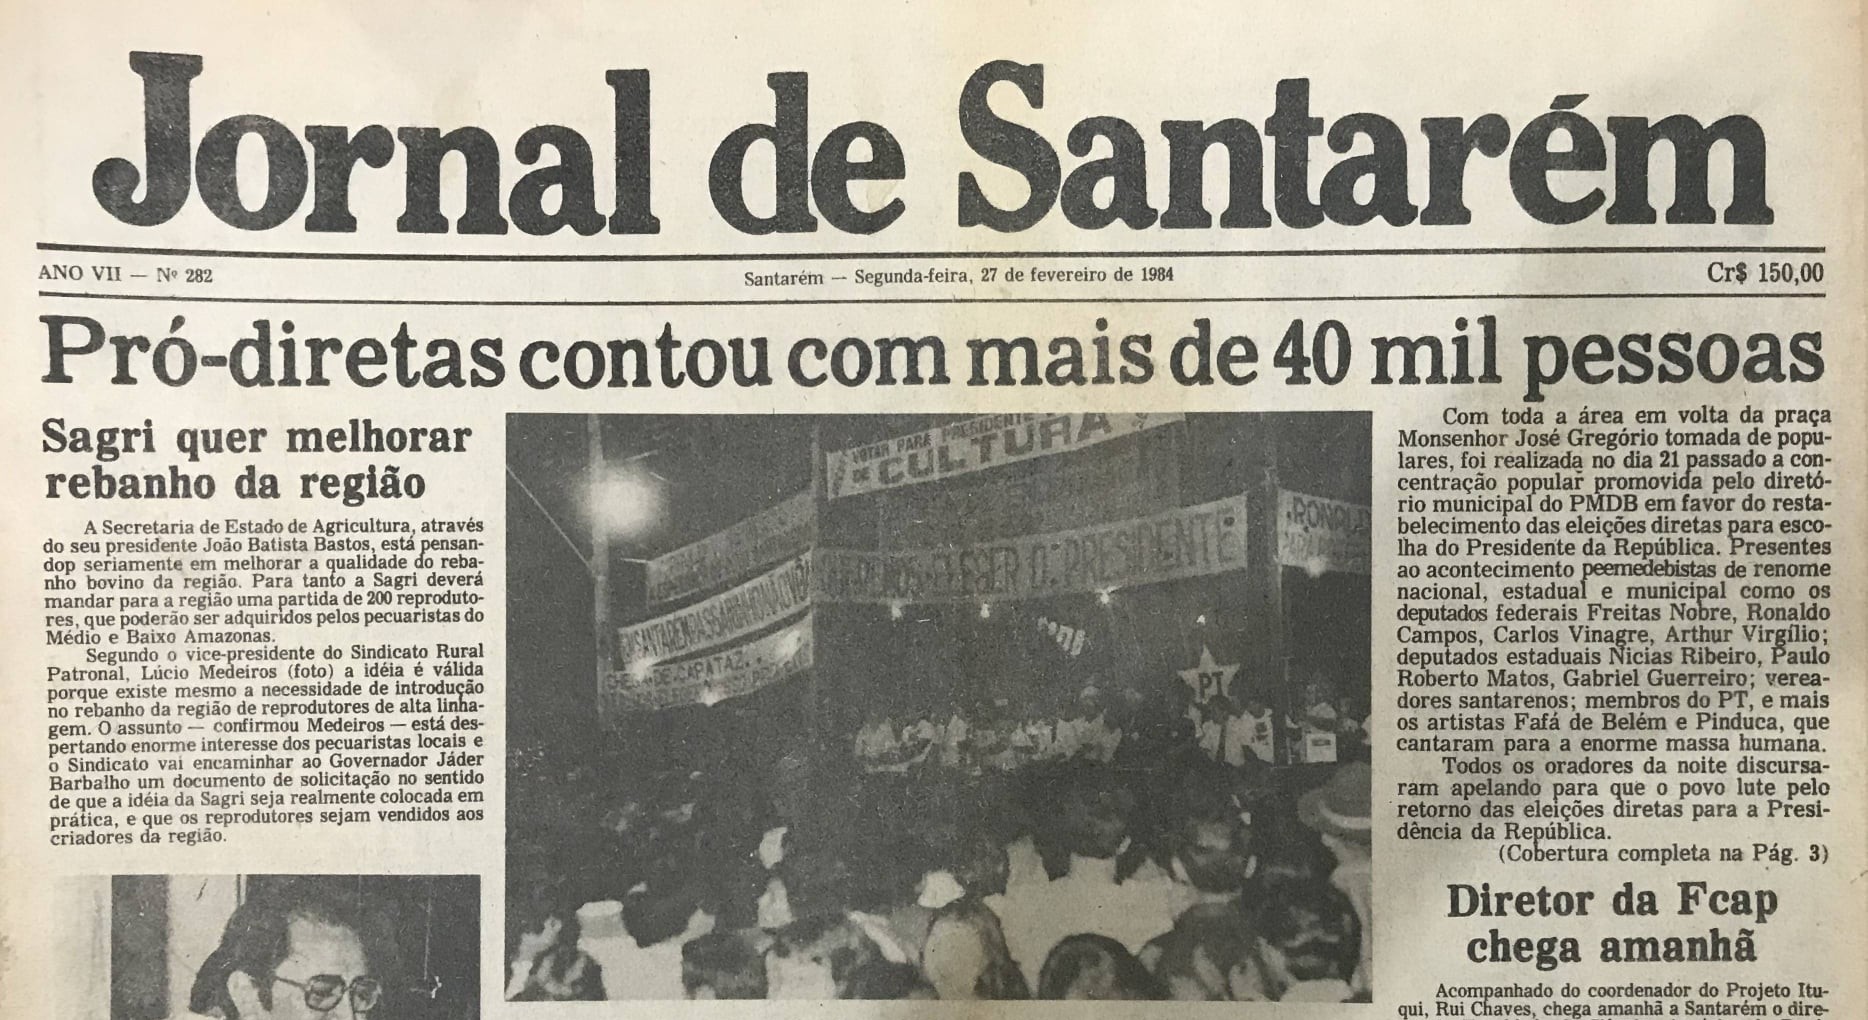 Jornal de Santarém
ANO VII — Nº 282
Santarém — Segunda-feira, 27 de fevereiro de 1984
Cr$ 150,00
Pró-diretas contou com mais de 40 mil pessoas
Sagri quer melhorar
rebanho da região
A Secretaria de Estado de Agricultura, através
do seu presidente João Batista Bastos, está pensan-
dop seriamente em melhorar a qualidade do reba-
nho bovino da região. Para tanto a Sagri deverá
mandar para a região uma partida de 200 reproduto-
res, que poderão ser adquiridos pelos pecuaristas do
Médio e Baixo Amazonas.
Segundo o vice-presidente do Sindicato Rural
Patronal, Lúcio Medeiros (foto) a idéia é válida
porque existe mesmo a necessidade de introdução
no rebanho da região de reprodutores de alta linha-
gem. O assunto — confirmou Medeiros — está des-
pertando enorme interesse dos pecuaristas locais e
o Sindicato vai encaminhar ao Governador Jáder
Barbalho um documento de solicitação no sentido
de que a idéia da Sagri seja realmente colocada em
prática, e que os reprodutores sejam vendidos aos
criadores da região.
VOTAR PARA PRESIDENTE
DE CULTURA
SER O PRESIDENTE
RONALD
EM SANTARÉM PASSARINHO NÃO
CHEGA DE CAPATAZ
PT
Com toda a área em volta da praça
Monsenhor José Gregório tomada de popu-
lares, foi realizada no dia 21 passado a con-
centração popular promovida pelo diretó-
rio municipal do PMDB em favor do resta-
belecimento das eleições diretas para esco-
lha do Presidente da República. Presentes
ao acontecimento peemedebistas de renome
nacional, estadual e municipal como os
deputados federais Freitas Nobre, Ronaldo
Campos, Carlos Vinagre, Arthur Virgílio;
deputados estaduais Nicias Ribeiro, Paulo
Roberto Matos, Gabriel Guerreiro; verea-
dores santarenos; membros do PT, e mais
os artistas Fafá de Belém e Pinduca, que
cantaram para a enorme massa humana.
Todos os oradores da noite discursa-
ram apelando para que o povo lute pelo
retorno das eleições diretas para a Presi-
dência da República.
(Cobertura completa na Pág. 3)
Diretor da Fcap
chega amanhã
Acompanhado do coordenador do Projeto Itu-
qui, Rui Chaves, chega amanhã a Santarém o dire-